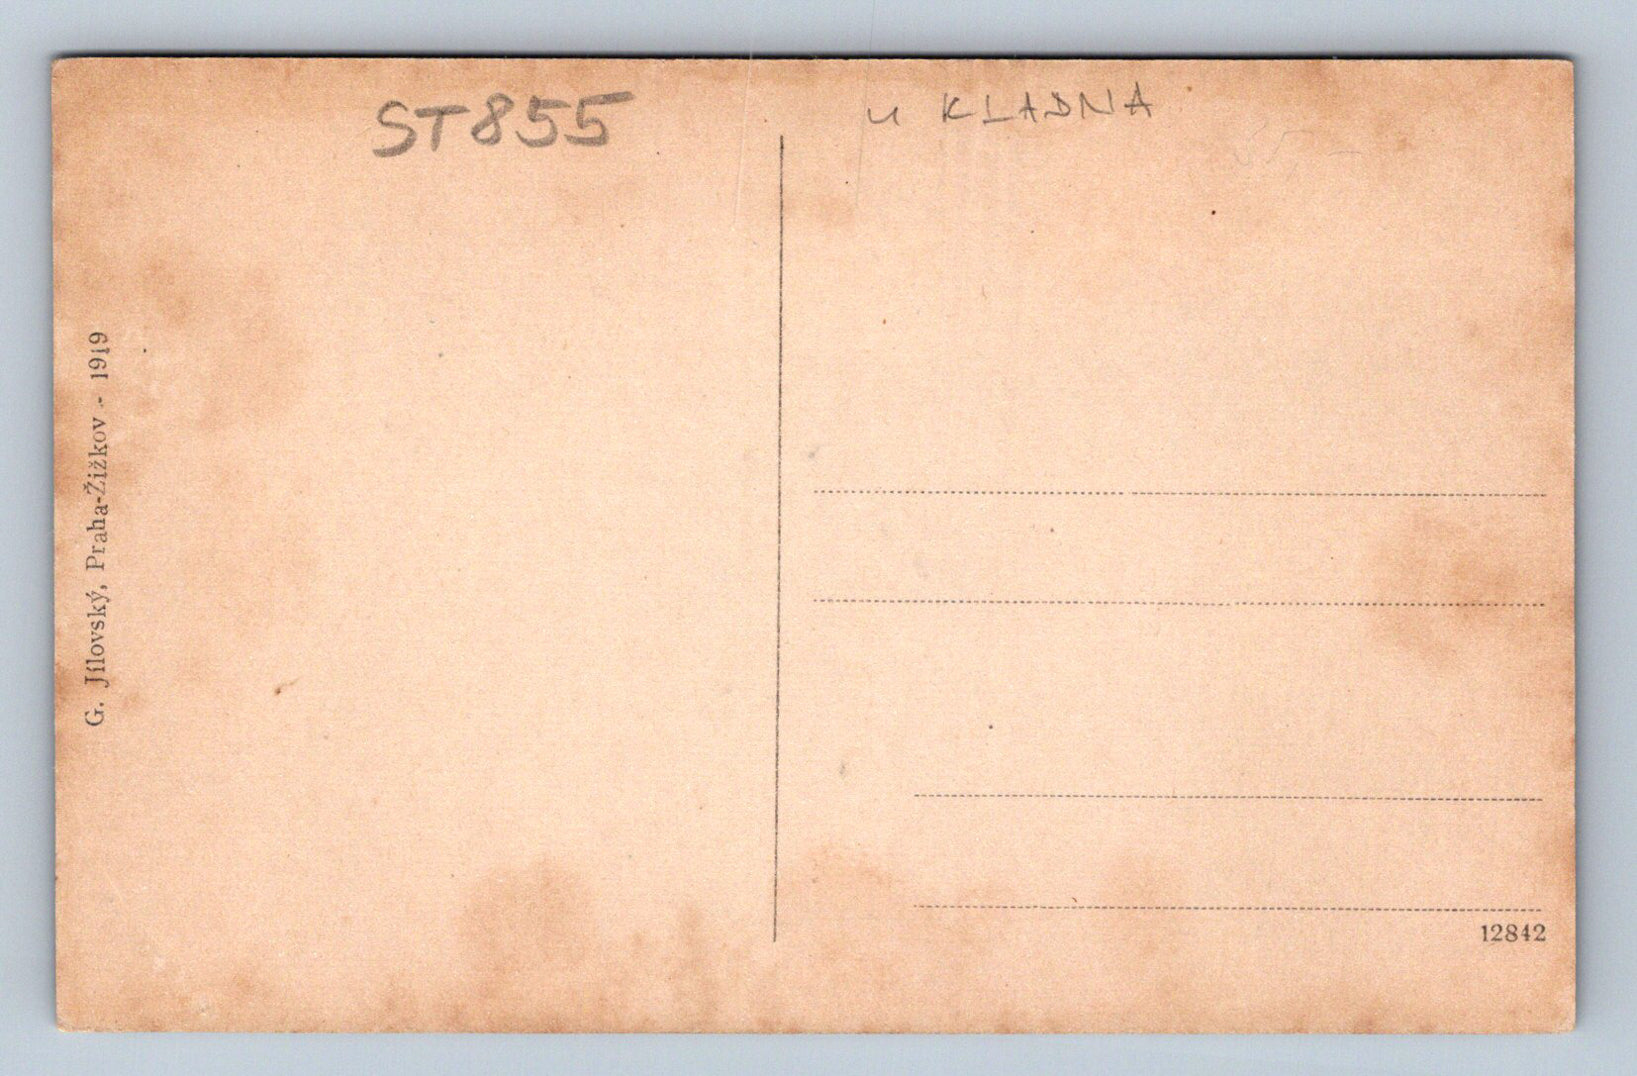 ST855
u KLADNA
G. Jílovský, Praha-Žižkov - 1919
12842